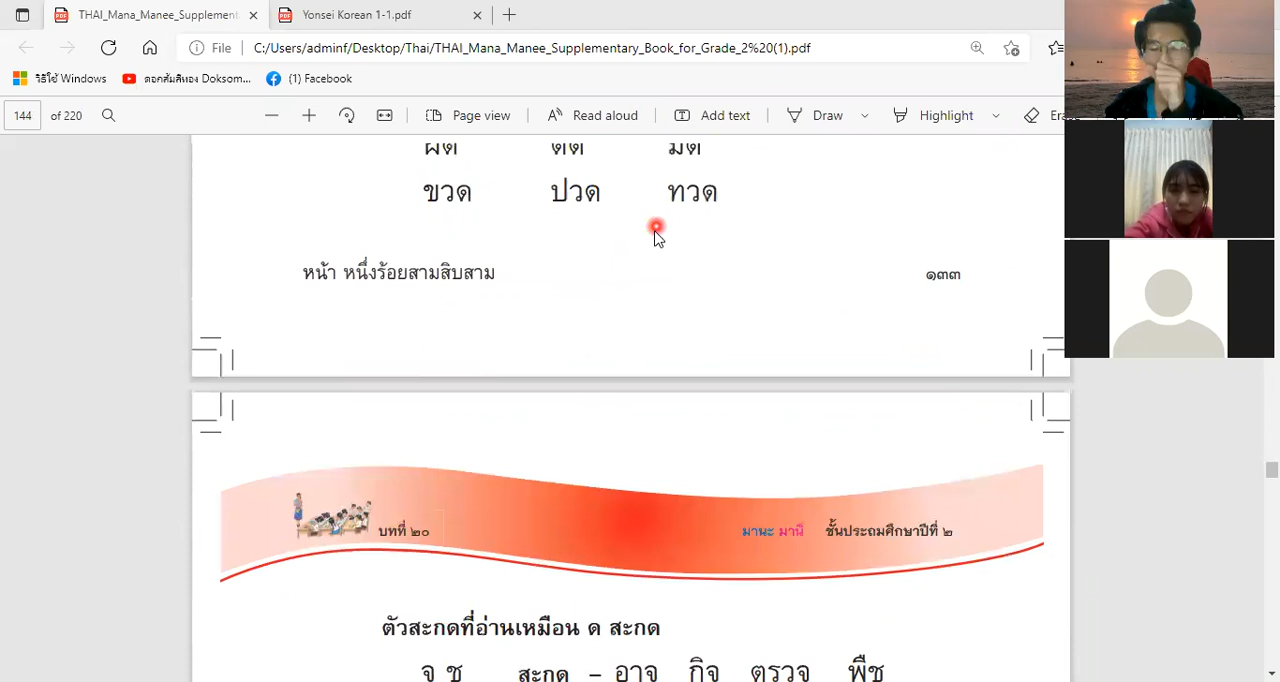 THAI_Mana_Manee_Supplement
Yonsei Korean 1-1.pdf
File
C:/Users/adminf/Desktop/Thai/THAI_Mana_Manee_Supplementary_Book_for_Grade_2%20(1).pdf
วิธีใช้ Windows
ดอกส้มสีทอง Doksom...
(1) Facebook
144 of 220
Page view
Read aloud
Add text
Draw
Highlight
ขวด ปวด ทวด
หน้า หนึ่งร้อยสามสิบสาม ๑๓๓
บทที่ ๒๐
มานะ มานี ชั้นประถมศึกษาปีที่ ๒
ตัวสะกดที่อ่านเหมือน ด สะกด
จ ช สะกด – อาจ กิจ ตรวจ พืช